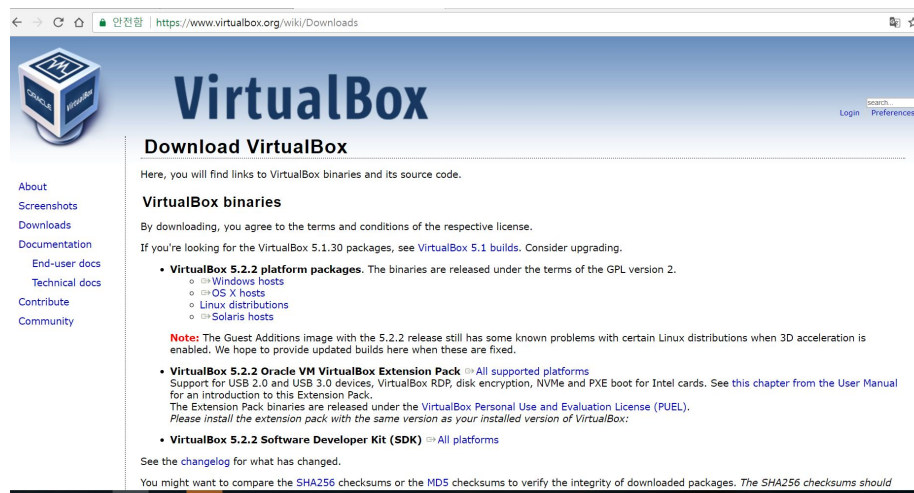 안전함 | https://www.virtualbox.org/wiki/Downloads
ORACLE
VirtualBox
VirtualBox
search...
Login Preferences
Download VirtualBox
Here, you will find links to VirtualBox binaries and its source code.
About
Screenshots
Downloads
Documentation
End-user docs
Technical docs
Contribute
Community
VirtualBox binaries
By downloading, you agree to the terms and conditions of the respective license.
If you're looking for the VirtualBox 5.1.30 packages, see VirtualBox 5.1 builds. Consider upgrading.
• VirtualBox 5.2.2 platform packages. The binaries are released under the terms of the GPL version 2.
Windows hosts
OS X hosts
Linux distributions
Solaris hosts
Note: The Guest Additions image with the 5.2.2 release still has some known problems with certain Linux distributions when 3D acceleration is
enabled. We hope to provide updated builds here when these are fixed.
• VirtualBox 5.2.2 Oracle VM VirtualBox Extension Pack All supported platforms
Support for USB 2.0 and USB 3.0 devices, VirtualBox RDP, disk encryption, NVMe and PXE boot for Intel cards. See this chapter from the User Manual
for an introduction to this Extension Pack.
The Extension Pack binaries are released under the VirtualBox Personal Use and Evaluation License (PUEL).
Please install the extension pack with the same version as your installed version of VirtualBox:
• VirtualBox 5.2.2 Software Developer Kit (SDK) All platforms
See the changelog for what has changed.
You might want to compare the SHA256 checksums or the MD5 checksums to verify the integrity of downloaded packages. The SHA256 checksums should